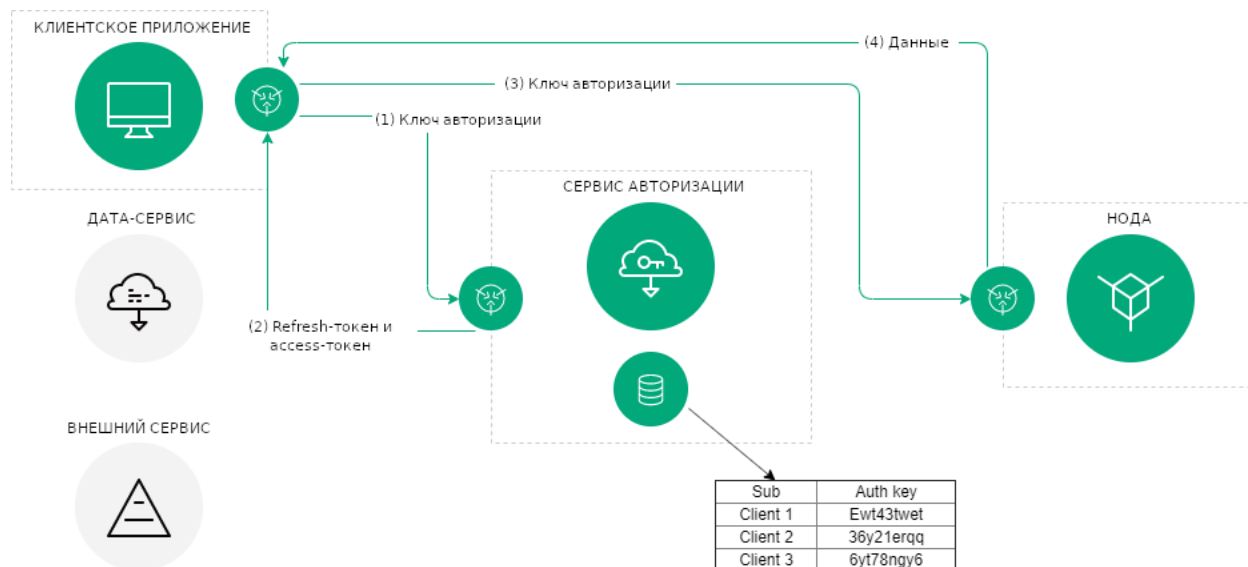 КЛИЕНТСКОЕ ПРИЛОЖЕНИЕ
(4) Данные
(3) Ключ авторизации
(1) Ключ авторизации
СЕРВИС АВТОРИЗАЦИИ
ДАТА-СЕРВИС
НОДА
(2) Refresh-токен и
access-токен
ВНЕШНИЙ СЕРВИС
Sub Auth key
Client 1 Ewt43twet
Client 2 36y21erqq
Client 3 6yt78ngy6